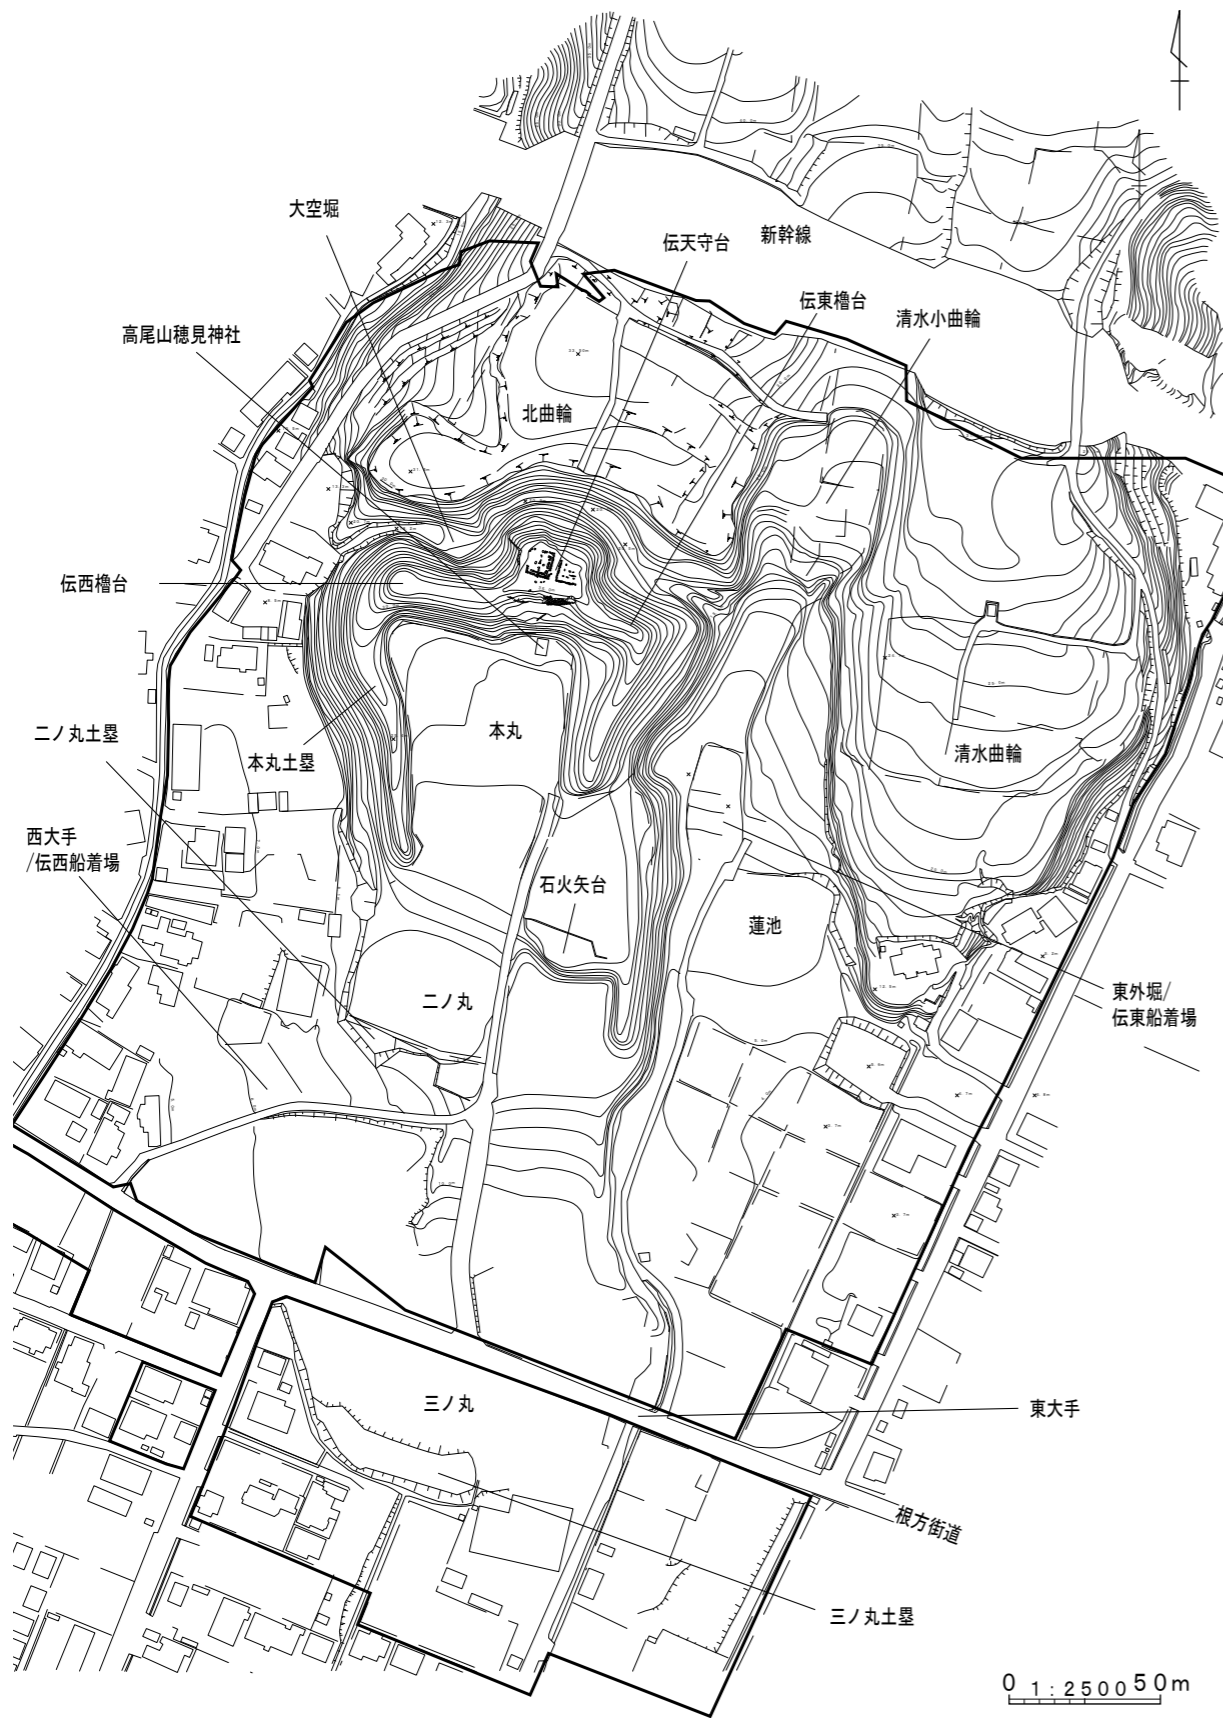 大空堀
伝天守台
新幹線
伝東櫓台
清水小曲輪
高尾山穂見神社
北曲輪
伝西櫓台
本丸
二ノ丸土塁
本丸土塁
清水曲輪
西大手
/伝西船着場
石火矢台
蓮池
二ノ丸
東外堀/
伝東船着場
三ノ丸
東大手
根方街道
三ノ丸土塁
0 1:2500 50m